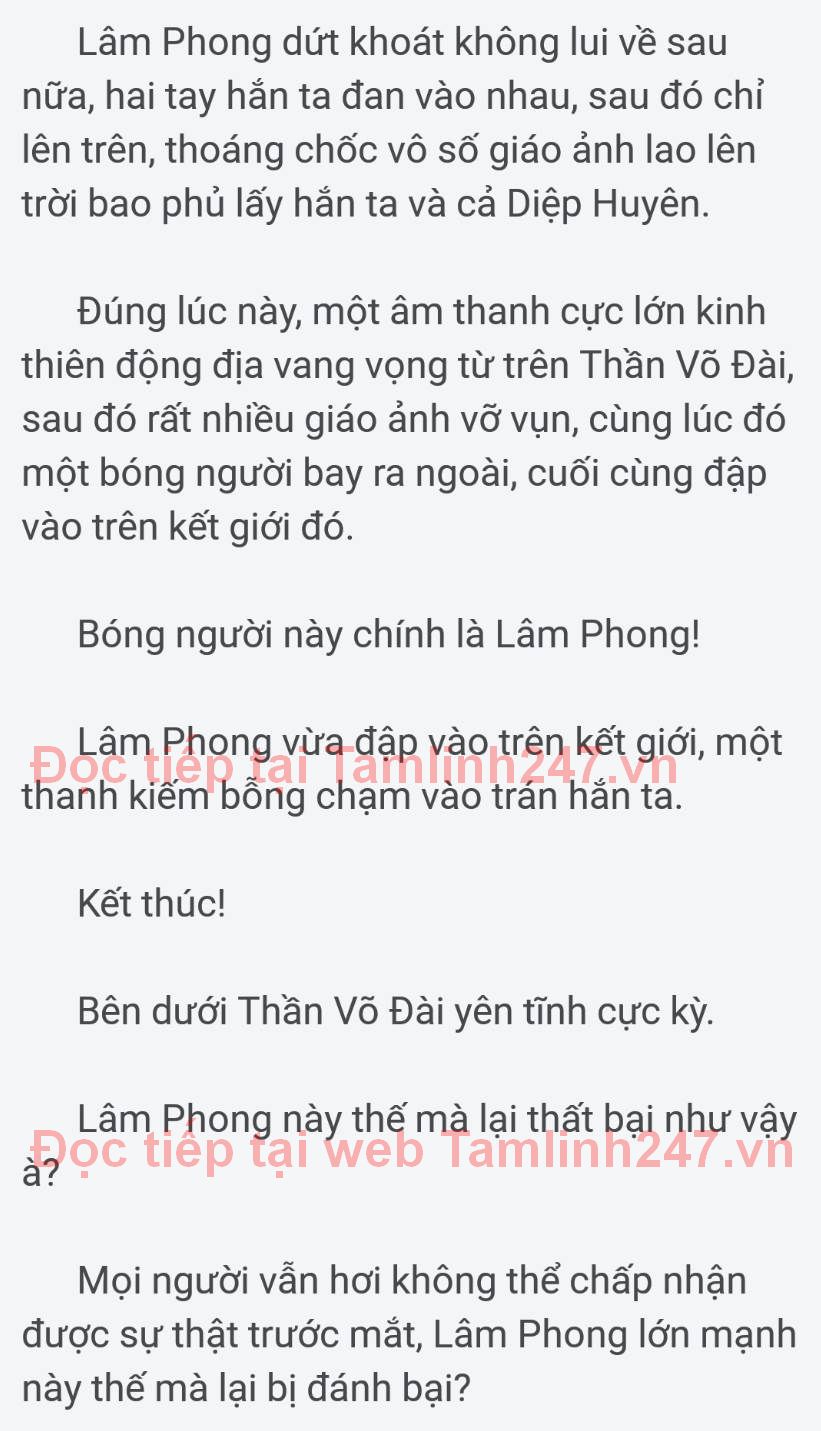 Lâm Phong dứt khoát không lui về sau
nữa, hai tay hắn ta đan vào nhau, sau đó chỉ
lên trên, thoáng chốc vô số giáo ảnh lao lên
trời bao phủ lấy hắn ta và cả Diệp Huyên.
Đúng lúc này, một âm thanh cực lớn kinh
thiên động địa vang vọng từ trên Thần Võ Đài,
sau đó rất nhiều giáo ảnh vỡ vụn, cùng lúc đó
một bóng người bay ra ngoài, cuối cùng đập
vào trên kết giới đó.
Bóng người này chính là Lâm Phong!
Lâm Phong vừa đập vào trên kết giới, một
Đọc tiếp tại Tamlinh247.vn
thanh kiếm bỗng chạm vào trán hắn ta.
Kết thúc!
Bên dưới Thần Võ Đài yên tĩnh cực kỳ.
Lâm Phong này thế mà lại thất bại như vậy
Đọc tiếp tại web Tamlinh247.vn
à?
Mọi người vẫn hơi không thể chấp nhận
được sự thật trước mắt, Lâm Phong lớn mạnh
này thế mà lại bị đánh bại?